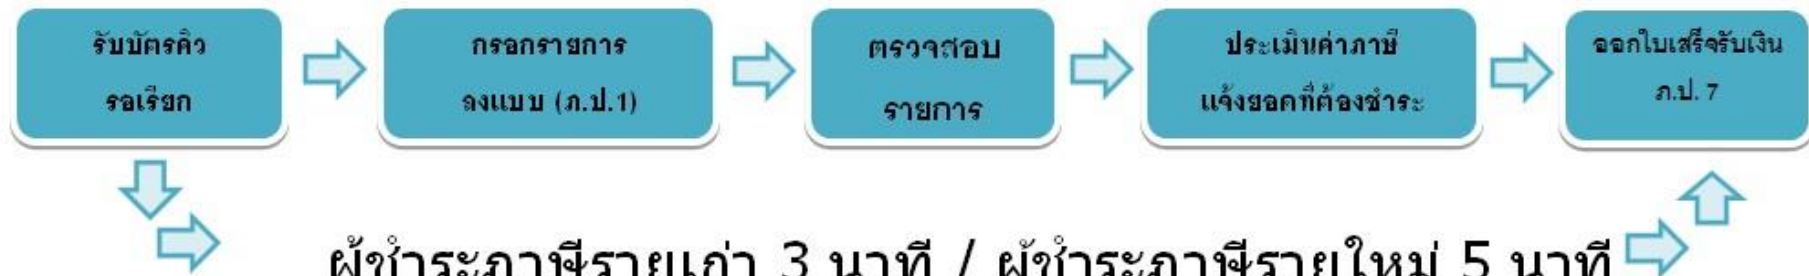 รับบัตรคิว
รอเรียก
กรอกรายการ
ลงแบบ (ภ.ป.1)
ตรวจสอบ
รายการ
ประเมินค่าภาษี
แจ้งยอดที่ต้องชำระ
ออกใบเสร็จรับเงิน
ภ.ป. 7
ผู้ชำระภาษีรายเก่า 3 นาที / ผู้ชำระภาษีรายใหม่ 5 นาที